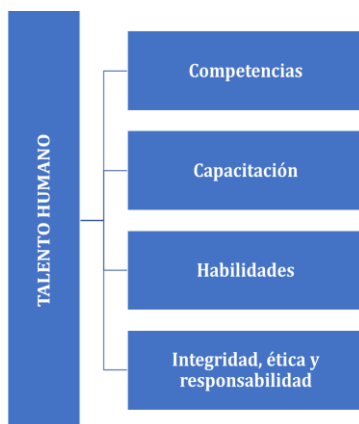 TALENTO HUMANO
Competencias
Capacitación
Habilidades
Integridad, ética y
responsabilidad